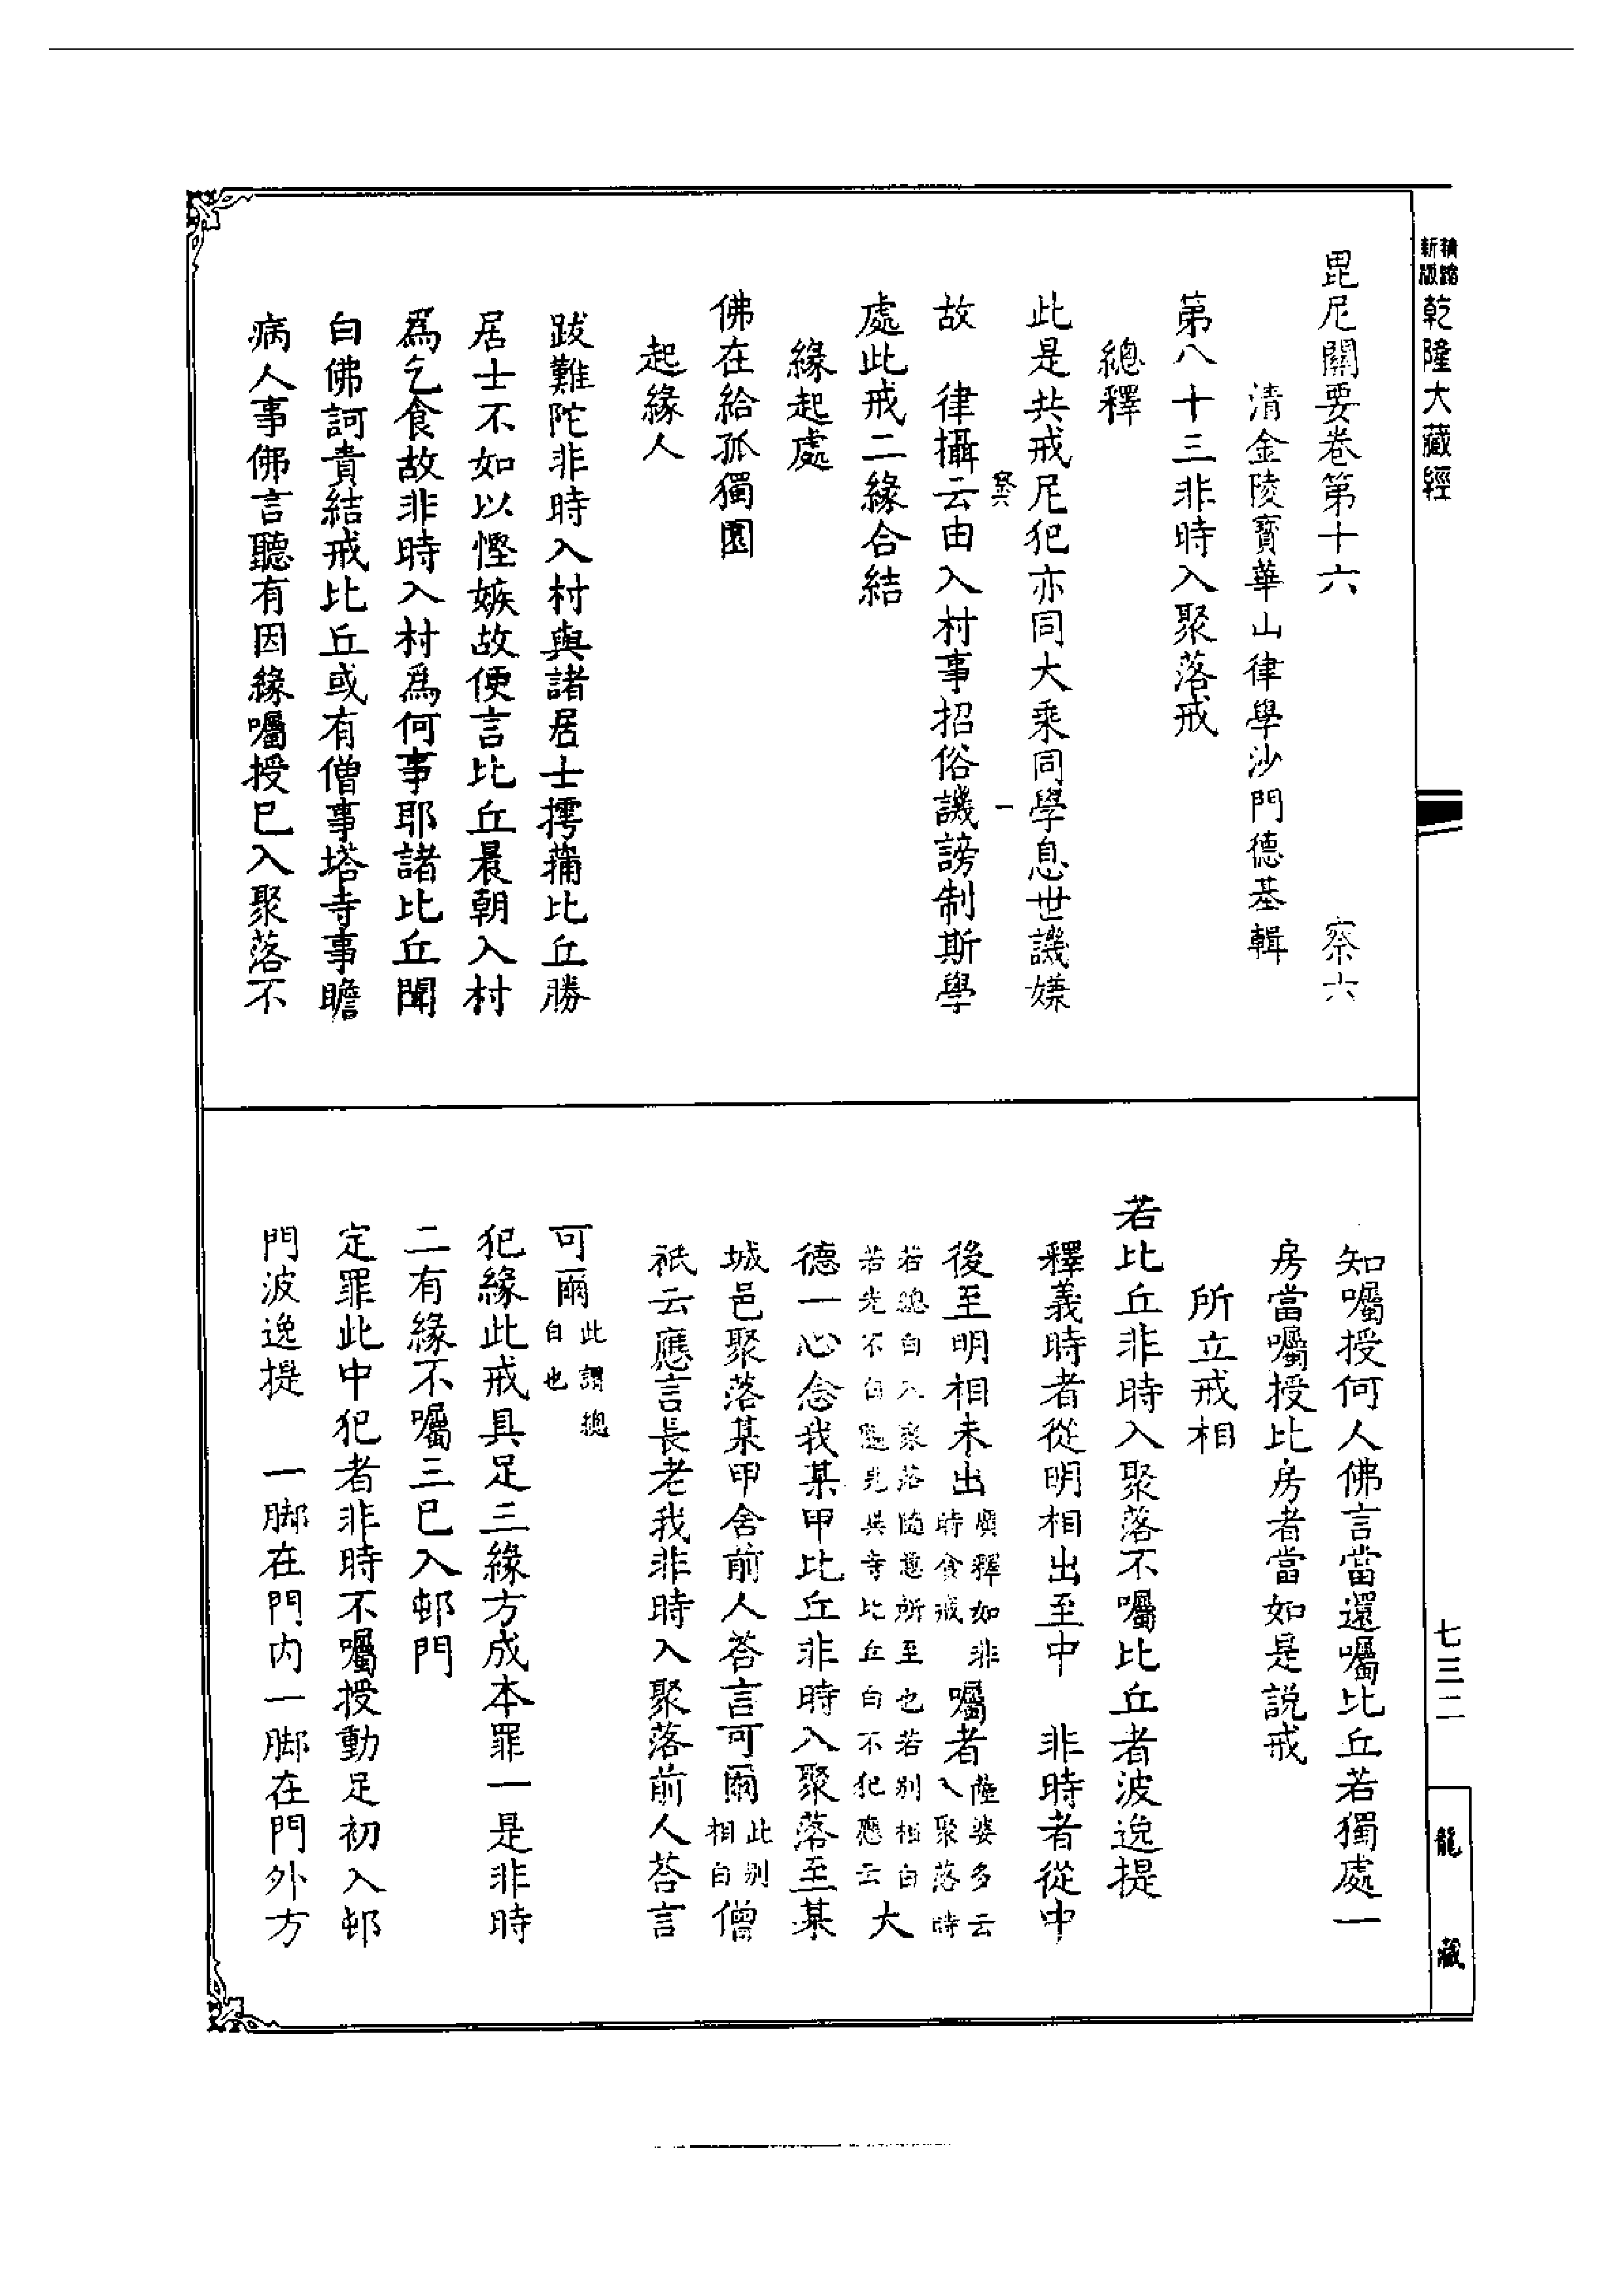 精縮新版乾隆大藏經
毘尼關要卷第十六　察六
清金陵寶華山律學沙門德基輯
第八十三非時入聚落戒
總釋
此是共戒尼犯亦同大乘同學息世譏嫌
一
故　律攝云由入村事招俗譏謗制斯學
處此戒二緣合結
緣起處
佛在給孤獨園
起緣人
跋難陀非時入村與諸居士摴蒱比丘勝
居士不如以慳嫉故便言比丘晨朝入村
爲乞食故非時入村爲何事耶諸比丘聞
白佛訶責結戒比丘或有僧事塔寺事瞻
病人事佛言聽有因緣囑授已入聚落不
知囑授何人佛言當還囑比丘若獨處一
房當囑授比房者當如是說戒
所立戒相
若比丘非時入聚落不囑比丘者波逸提
釋義時者從明相出至中　非時者從中
後至明相未出廣釋如非時食戒囑者薩婆多云入聚落時
若總白入聚落隨意所至也若別相白若先不白隨先異寺比丘白不犯應云大
德一心念我某甲比丘非時入聚落至某
城邑聚落某甲舍前人答言可爾此別相白僧
祇云應言長老我非時入聚落前人答言
可爾此謂總白也
犯緣此戒具足三緣方成本罪一是非時
二有緣不囑三已入邨門
定罪此中犯者非時不囑授動足初入邨
門波逸提　一脚在門内一脚在門外方
七三二
龍藏